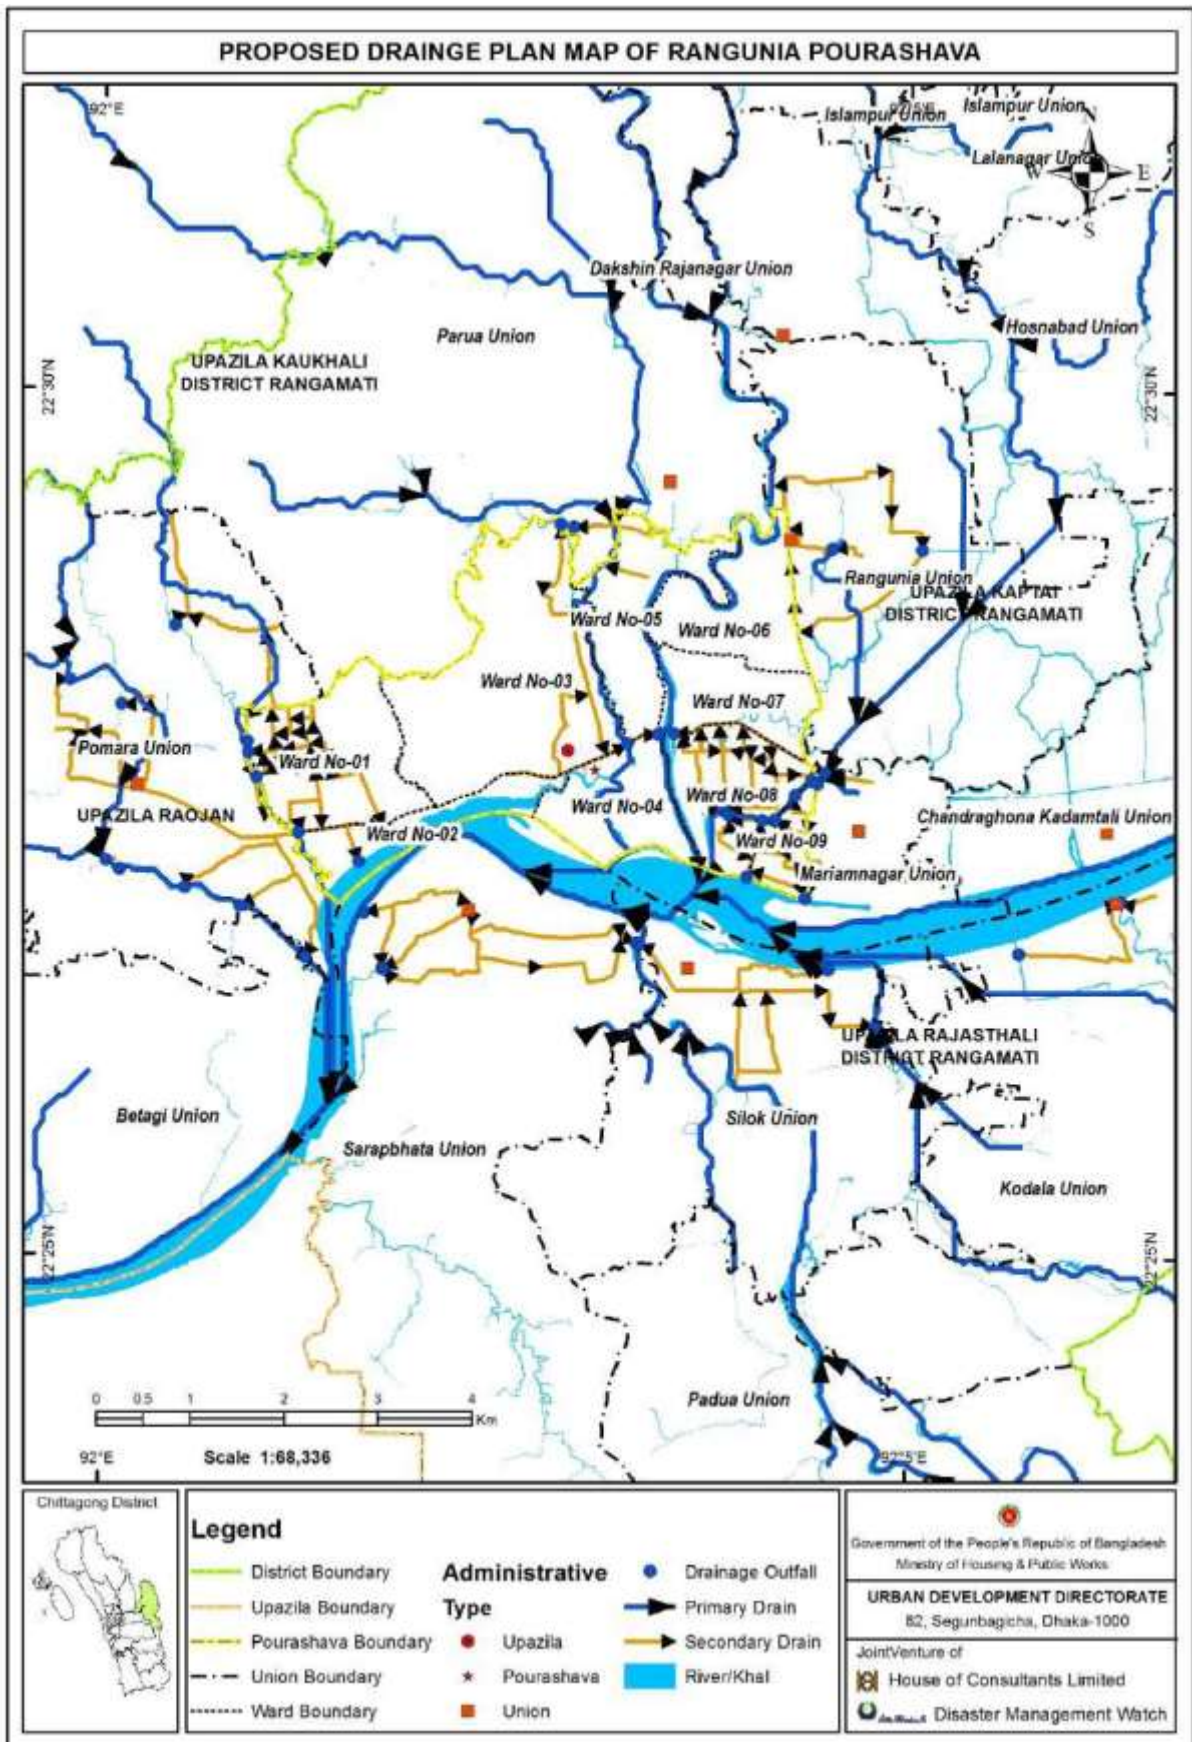 PROPOSED DRAINGE PLAN MAP OF RANGUNIA POURASHAVA
92°E
92°5'E
Islampur Union
Islampur Union
N
Lalanagar Union
W
E
S
Dakshin Rajanagar Union
Hosnabad Union
Parua Union
UPAZILA KAUKHALI
DISTRICT RANGAMATI
22°30'N
22°30'N
Rangunia Union
UPAZILA KAPTAI
DISTRICT RANGAMATI
Ward No-05
Ward No-06
Ward No-03
Ward No-07
Pomara Union
Ward No-01
UPAZILA RAOJAN
Ward No-04
Ward No-08
Chandraghona Kadamtali Union
Ward No-02
Ward No-09
Mariamnagar Union
UPAZILA RAJASTHALI
DISTRICT RANGAMATI
Betagi Union
Silok Union
Sarapbhata Union
Kodala Union
22°25'N
22°25'N
Padua Union
0 0.5 1 2 3 4
Km
Scale 1:68,336
92°E
92°5'E
Chittagong District
Legend
District Boundary
Upazila Boundary
Pourashava Boundary
Union Boundary
Ward Boundary
Administrative
Type
Upazila
Pourashava
Union
Drainage Outfall
Primary Drain
Secondary Drain
River/Khal
Government of the People's Republic of Bangladesh
Ministry of Housing & Public Works
URBAN DEVELOPMENT DIRECTORATE
82, Segunbagicha, Dhaka-1000
JointVenture of
House of Consultants Limited
Disaster Management Watch